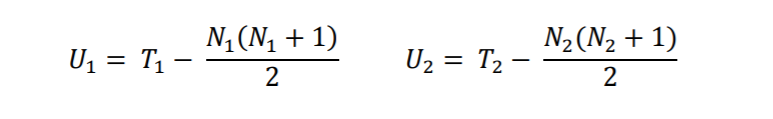 U₁ = T₁ − N₁(N₁ + 1) / 2    U₂ = T₂ − N₂(N₂ + 1) / 2